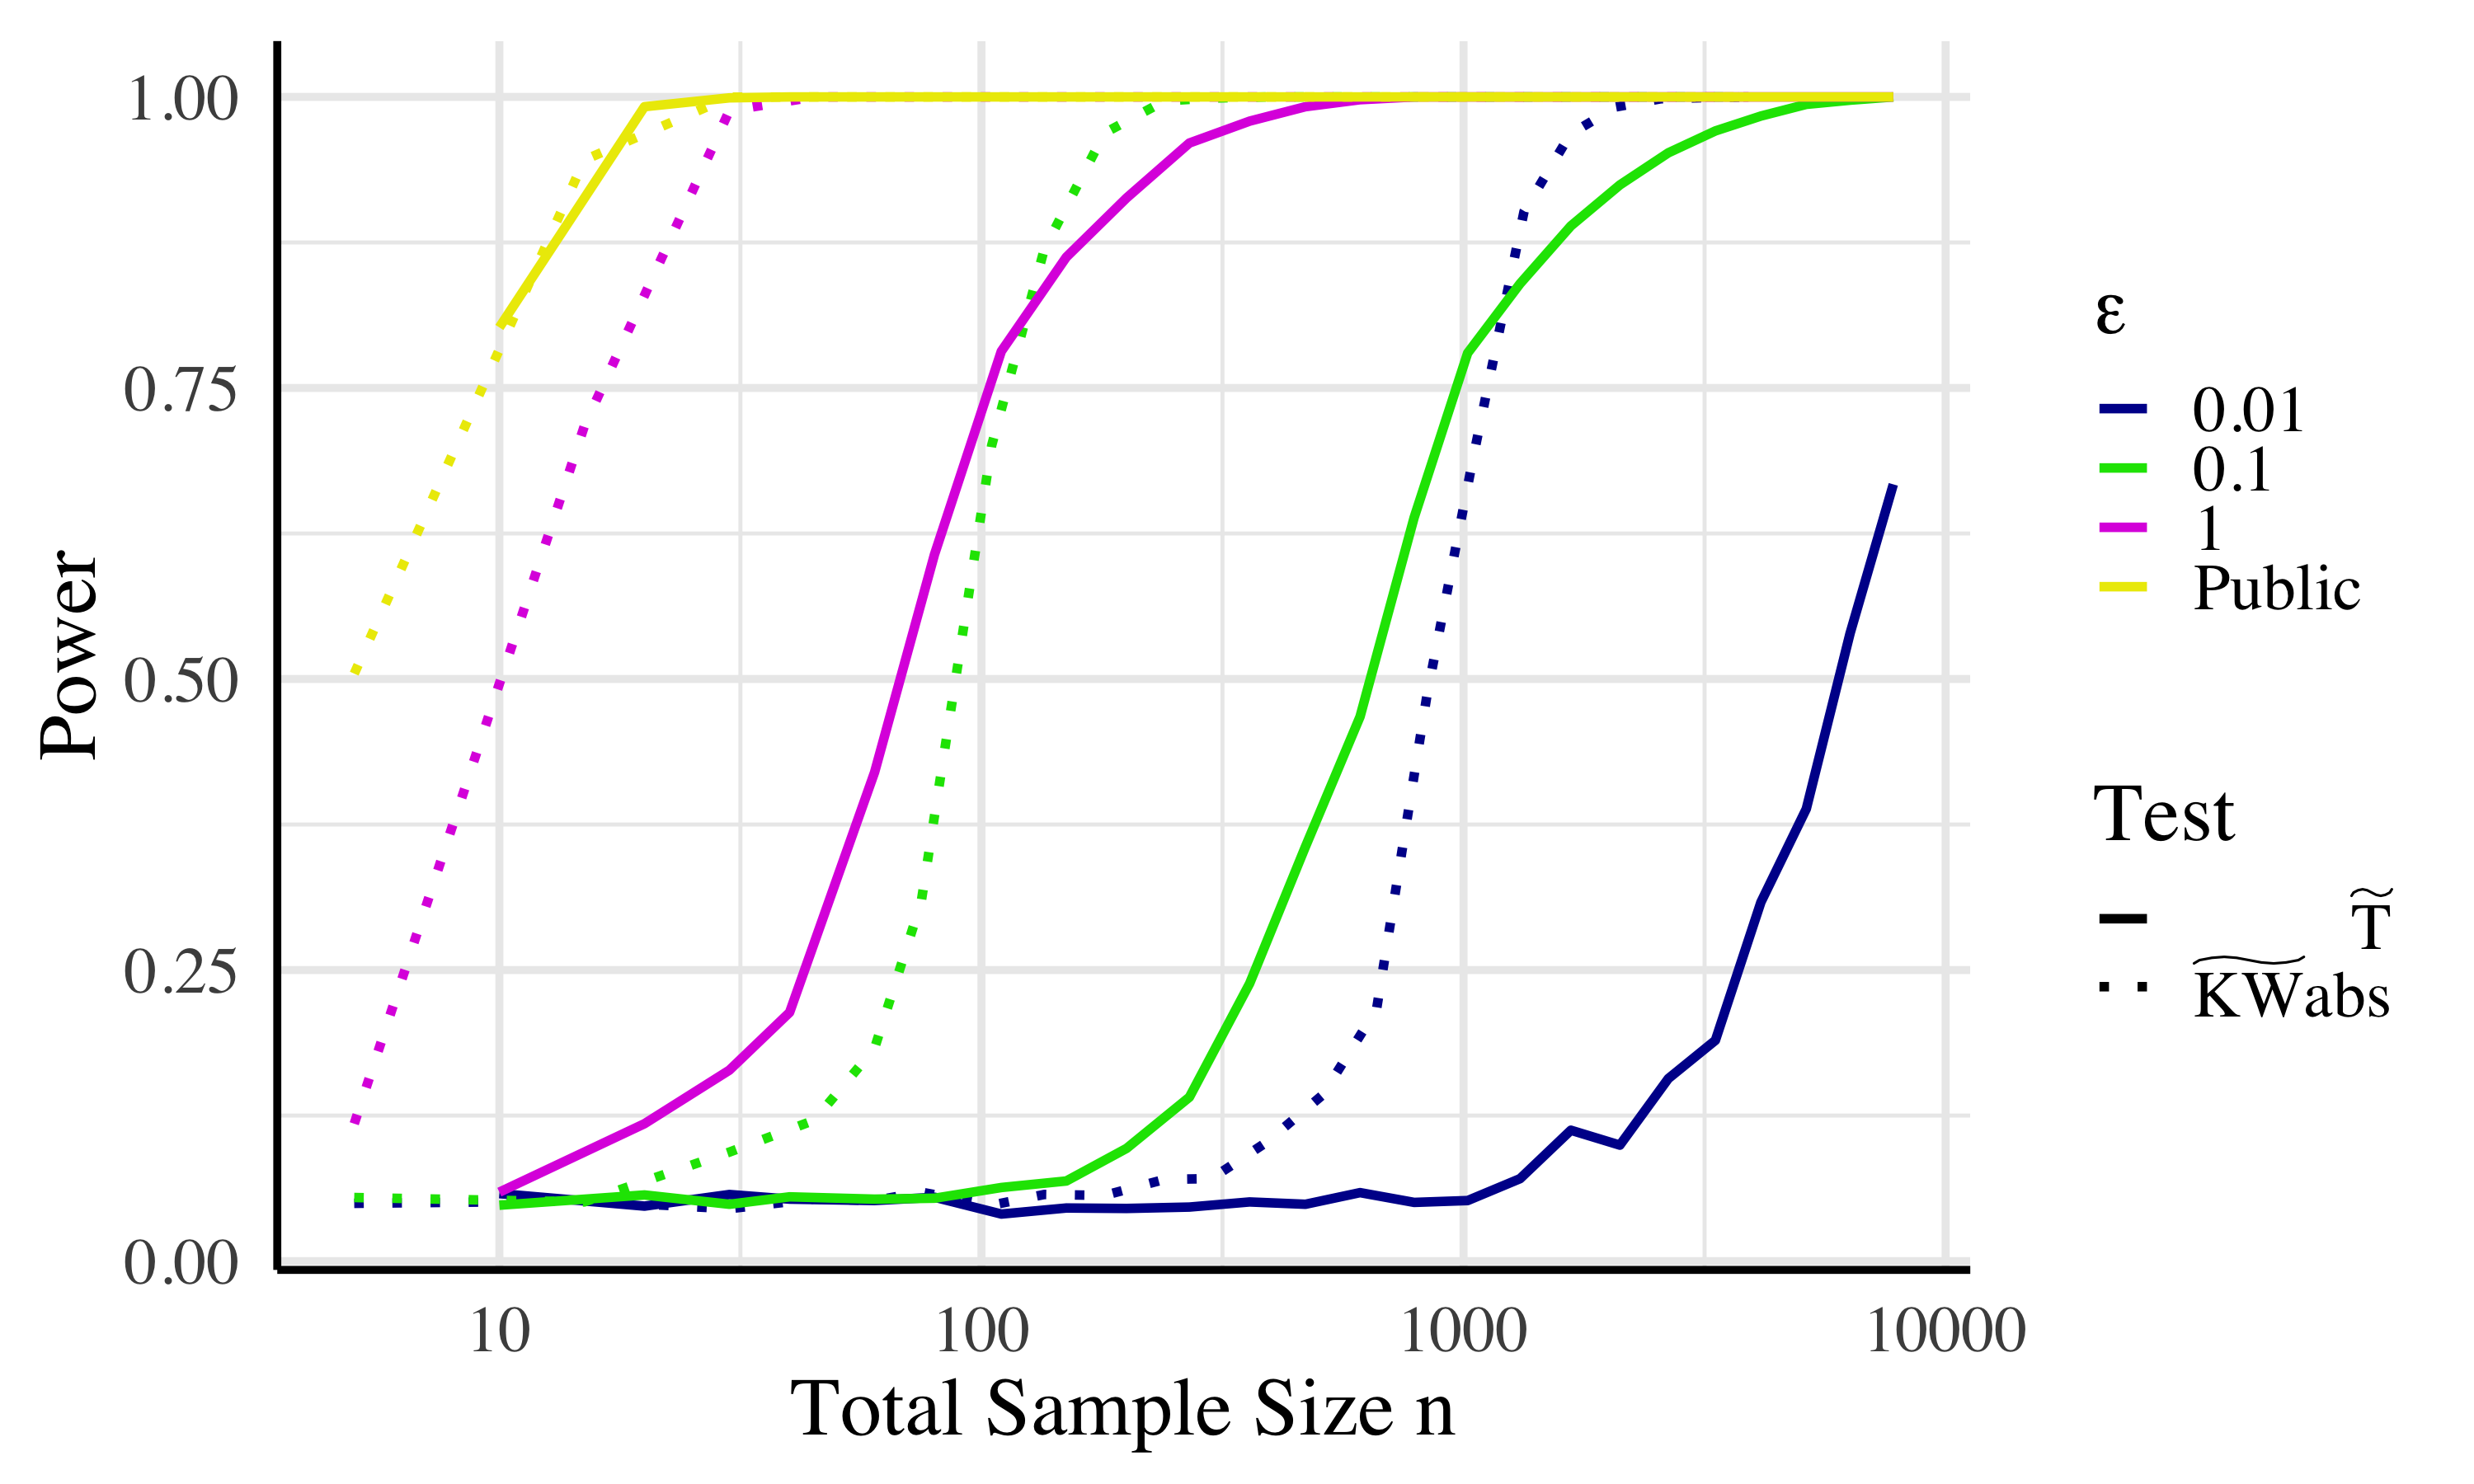 1.00
0.75
0.50
0.25
0.00
Power
10 100 1000 10000
Total Sample Size n
ε
0.01
0.1
1
Public
Test
T̃
K͠Wabs